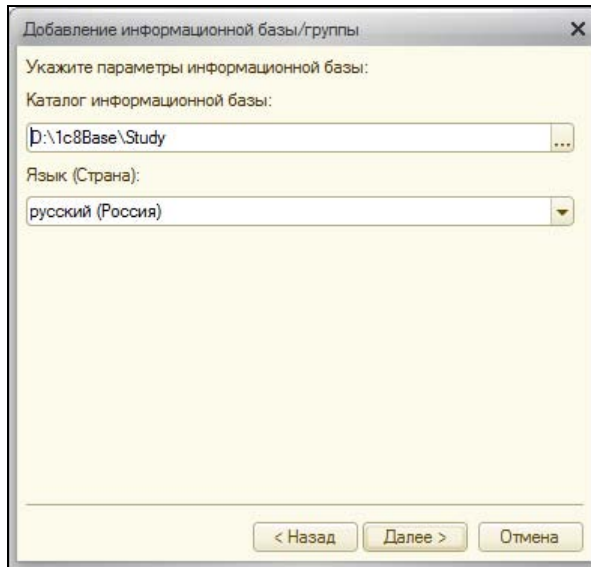 Добавление информационной базы/группы
Укажите параметры информационной базы:
Каталог информационной базы:
D:\1c8Base\Study
...
Язык (Страна):
русский (Россия)
< Назад Далее > Отмена